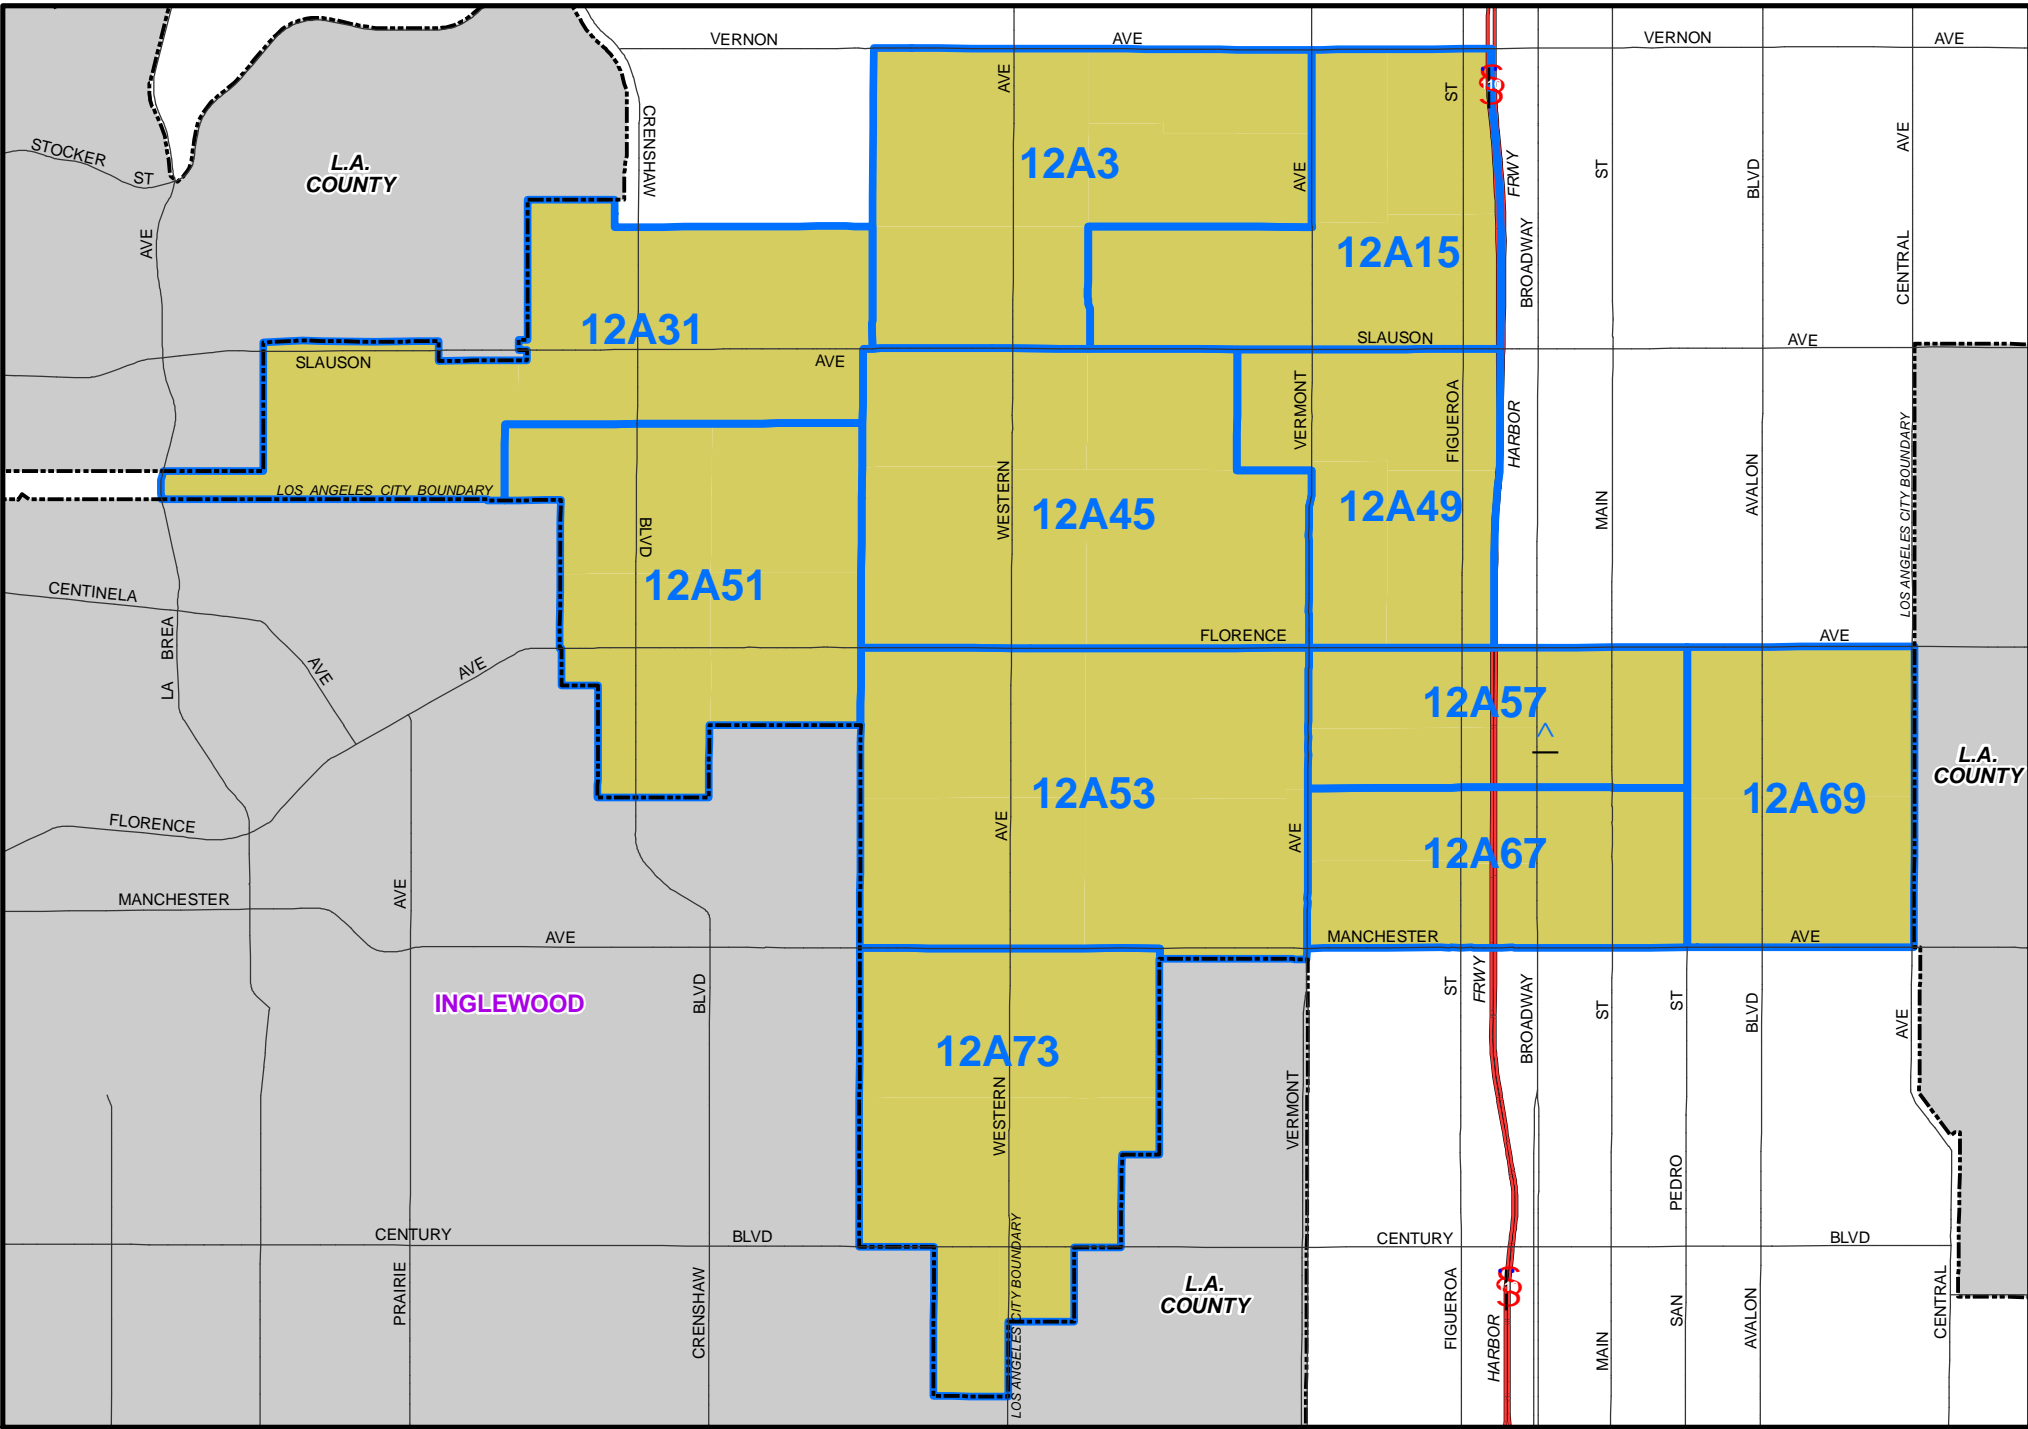 VERNON
AVE
VERNON
AVE
AVE
ST
CRENSHAW
STOCKER
ST
L.A.
COUNTY
12A3
AVE
FRWY
ST
BLVD
AVE
AVE
12A15
BROADWAY
CENTRAL
12A31
SLAUSON
AVE
SLAUSON
AVE
VERMONT
FIGUEROA
HARBOR
LOS ANGELES CITY BOUNDARY
LOS ANGELES CITY BOUNDARY
WESTERN
12A45
12A49
MAIN
AVALON
BLVD
12A51
CENTINELA
AVE
LA BREA
AVE
FLORENCE
AVE
12A57
12A53
12A69
L.A.
COUNTY
FLORENCE
AVE
AVE
12A67
MANCHESTER
AVE
AVE
MANCHESTER
AVE
INGLEWOOD
BLVD
ST
FRWY
BROADWAY
ST
ST
BLVD
AVE
12A73
WESTERN
VERMONT
PEDRO
CENTURY
BLVD
CENTURY
BLVD
LOS ANGELES CITY BOUNDARY
PRAIRIE
CRENSHAW
L.A.
COUNTY
FIGUEROA
HARBOR
MAIN
SAN
AVALON
CENTRAL